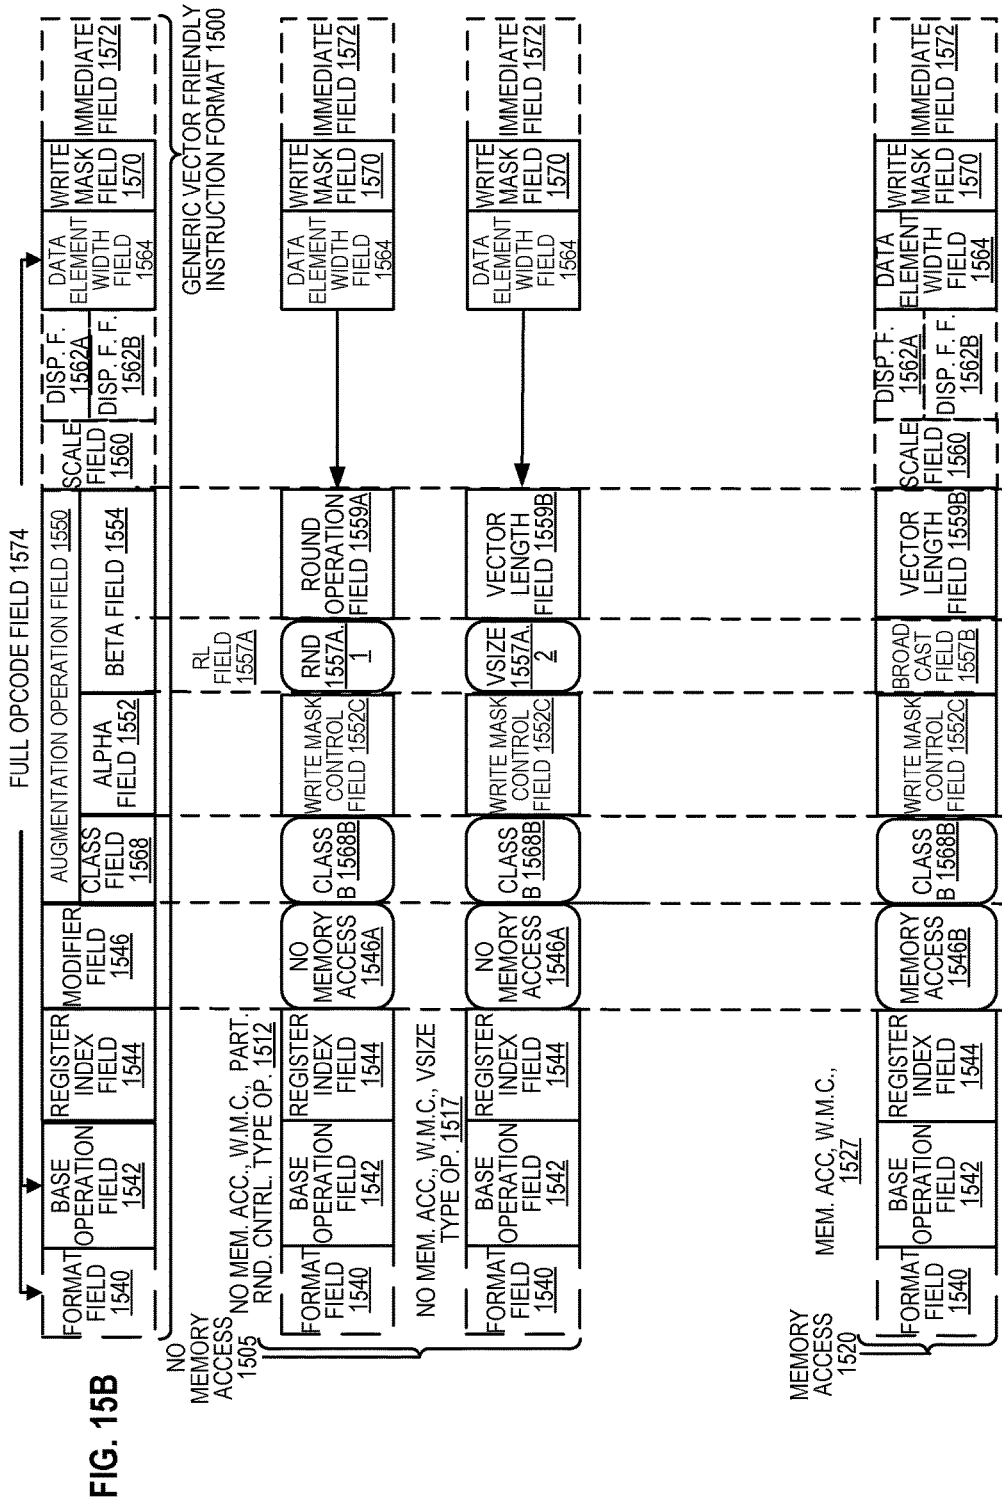 FULL OPCODE FIELD 1574
FORMAT
FIELD
1540
BASE
OPERATION
FIELD
1542
REGISTER
INDEX
FIELD
1544
MODIFIER
FIELD
1546
AUGMENTATION OPERATION FIELD 1550
CLASS
FIELD
1568
ALPHA
FIELD 1552
BETA FIELD 1554
SCALE
FIELD
1560
DISP. F.
1562A
DISP. F. F.
1562B
DATA
ELEMENT
WIDTH
FIELD
1564
WRITE
MASK
FIELD
1570
IMMEDIATE
FIELD 1572
FIG. 15B
GENERIC VECTOR FRIENDLY
INSTRUCTION FORMAT 1500
NO
MEMORY
ACCESS
1505
RL
FIELD
1557A
NO MEM. ACC., W.M.C., PART.
RND. CNTRL. TYPE OP. 1512
FORMAT
FIELD
1540
BASE
OPERATION
FIELD
1542
REGISTER
INDEX
FIELD
1544
NO
MEMORY
ACCESS
1546A
CLASS
B 1568B
WRITE MASK
CONTROL
FIELD 1552C
RND
1557A.
1
ROUND
OPERATION
FIELD 1559A
DATA
ELEMENT
WIDTH
FIELD
1564
WRITE
MASK
FIELD
1570
IMMEDIATE
FIELD 1572
NO MEM. ACC., W.M.C., VSIZE
TYPE OP. 1517
FORMAT
FIELD
1540
BASE
OPERATION
FIELD
1542
REGISTER
INDEX
FIELD
1544
NO
MEMORY
ACCESS
1546A
CLASS
B 1568B
WRITE MASK
CONTROL
FIELD 1552C
VSIZE
1557A.
2
VECTOR
LENGTH
FIELD 1559B
DATA
ELEMENT
WIDTH
FIELD
1564
WRITE
MASK
FIELD
1570
IMMEDIATE
FIELD 1572
MEMORY
ACCESS
1520
MEM. ACC, W.M.C.,
1527
FORMAT
FIELD
1540
BASE
OPERATION
FIELD
1542
REGISTER
INDEX
FIELD
1544
MEMORY
ACCESS
1546B
CLASS
B 1568B
WRITE MASK
CONTROL
FIELD 1552C
BROAD
CAST
FIELD
1557B
VECTOR
LENGTH
FIELD 1559B
SCALE
FIELD
1560
DISP. F.
1562A
DISP. F. F.
1562B
DATA
ELEMENT
WIDTH
FIELD
1564
WRITE
MASK
FIELD
1570
IMMEDIATE
FIELD 1572